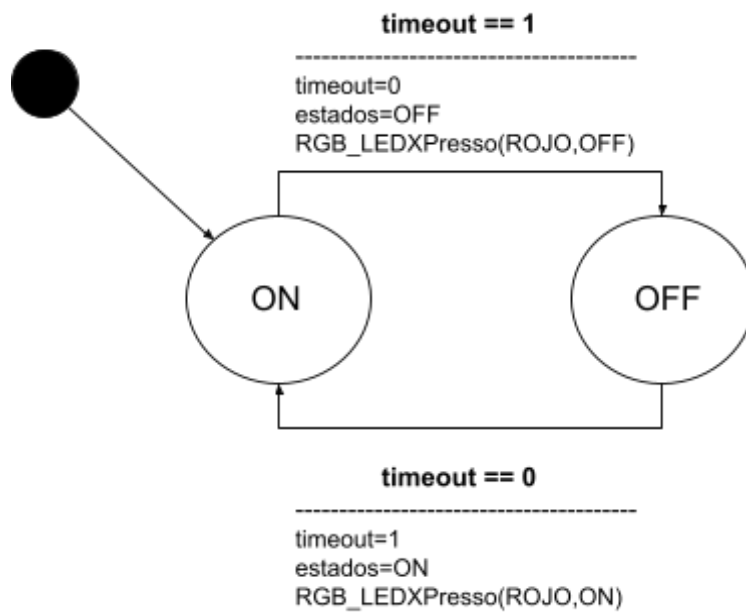 timeout == 1
---------------------------------------
timeout=0
estados=OFF
RGB_LEDXPresso(ROJO,OFF)
ON
OFF
timeout == 0
---------------------------------------
timeout=1
estados=ON
RGB_LEDXPresso(ROJO,ON)